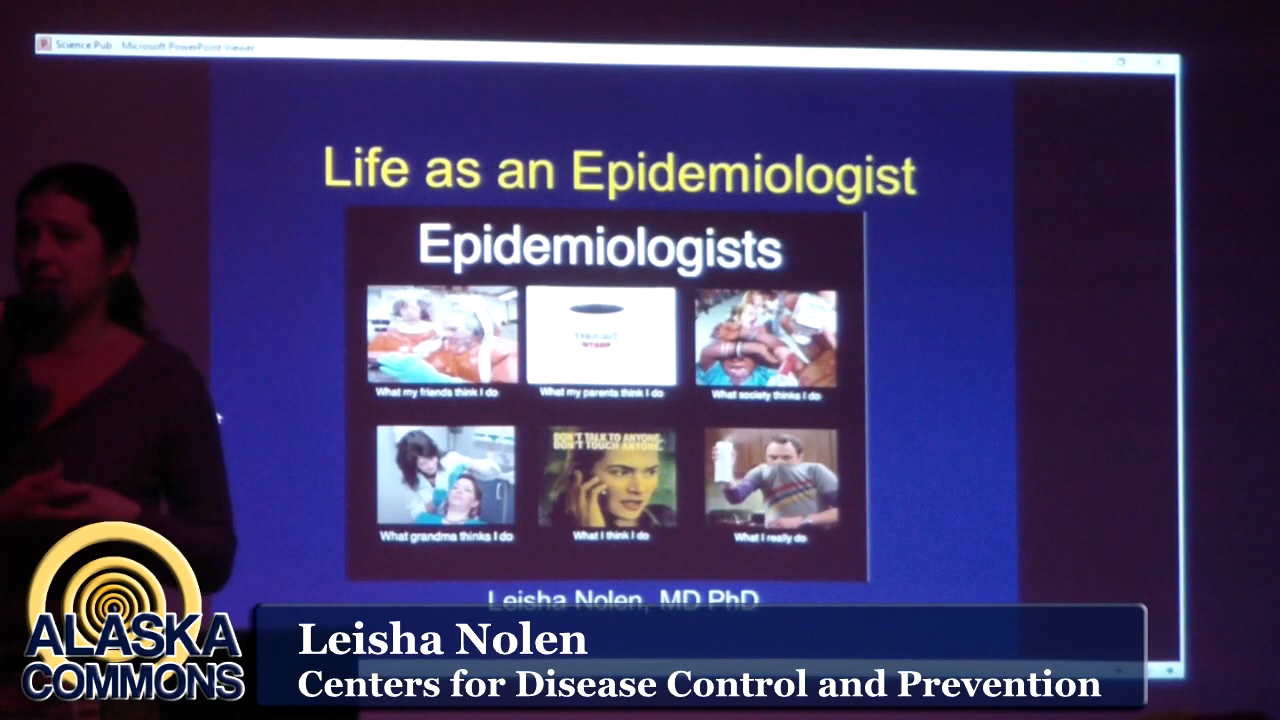 Science Pub - Microsoft PowerPoint Viewer
Life as an Epidemiologist
Epidemiologists
What my friends think I do
What my parents think I do
What society thinks I do
DON'T TALK TO ANYONE.
DON'T TOUCH ANYONE.
What grandma thinks I do
What I think I do
What I really do
Leisha Nolen, MD PhD
ALASKA
COMMONS
Leisha Nolen
Centers for Disease Control and Prevention